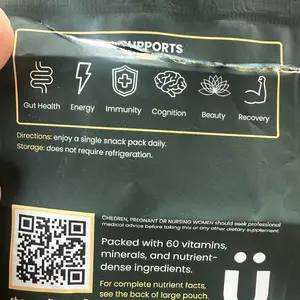 SUPPORTS
Gut Health Energy Immunity Cognition Beauty Recovery
Directions: enjoy a single snack pack daily.
Storage: does not require refrigeration.
CHILDREN, PREGNANT OR NURSING WOMEN should seek professional
medical advice before taking this or any other dietary supplement.
Packed with 60 vitamins,
minerals, and nutrient-
dense ingredients.
For complete nutrient facts,
see the back of large pouch.
ü